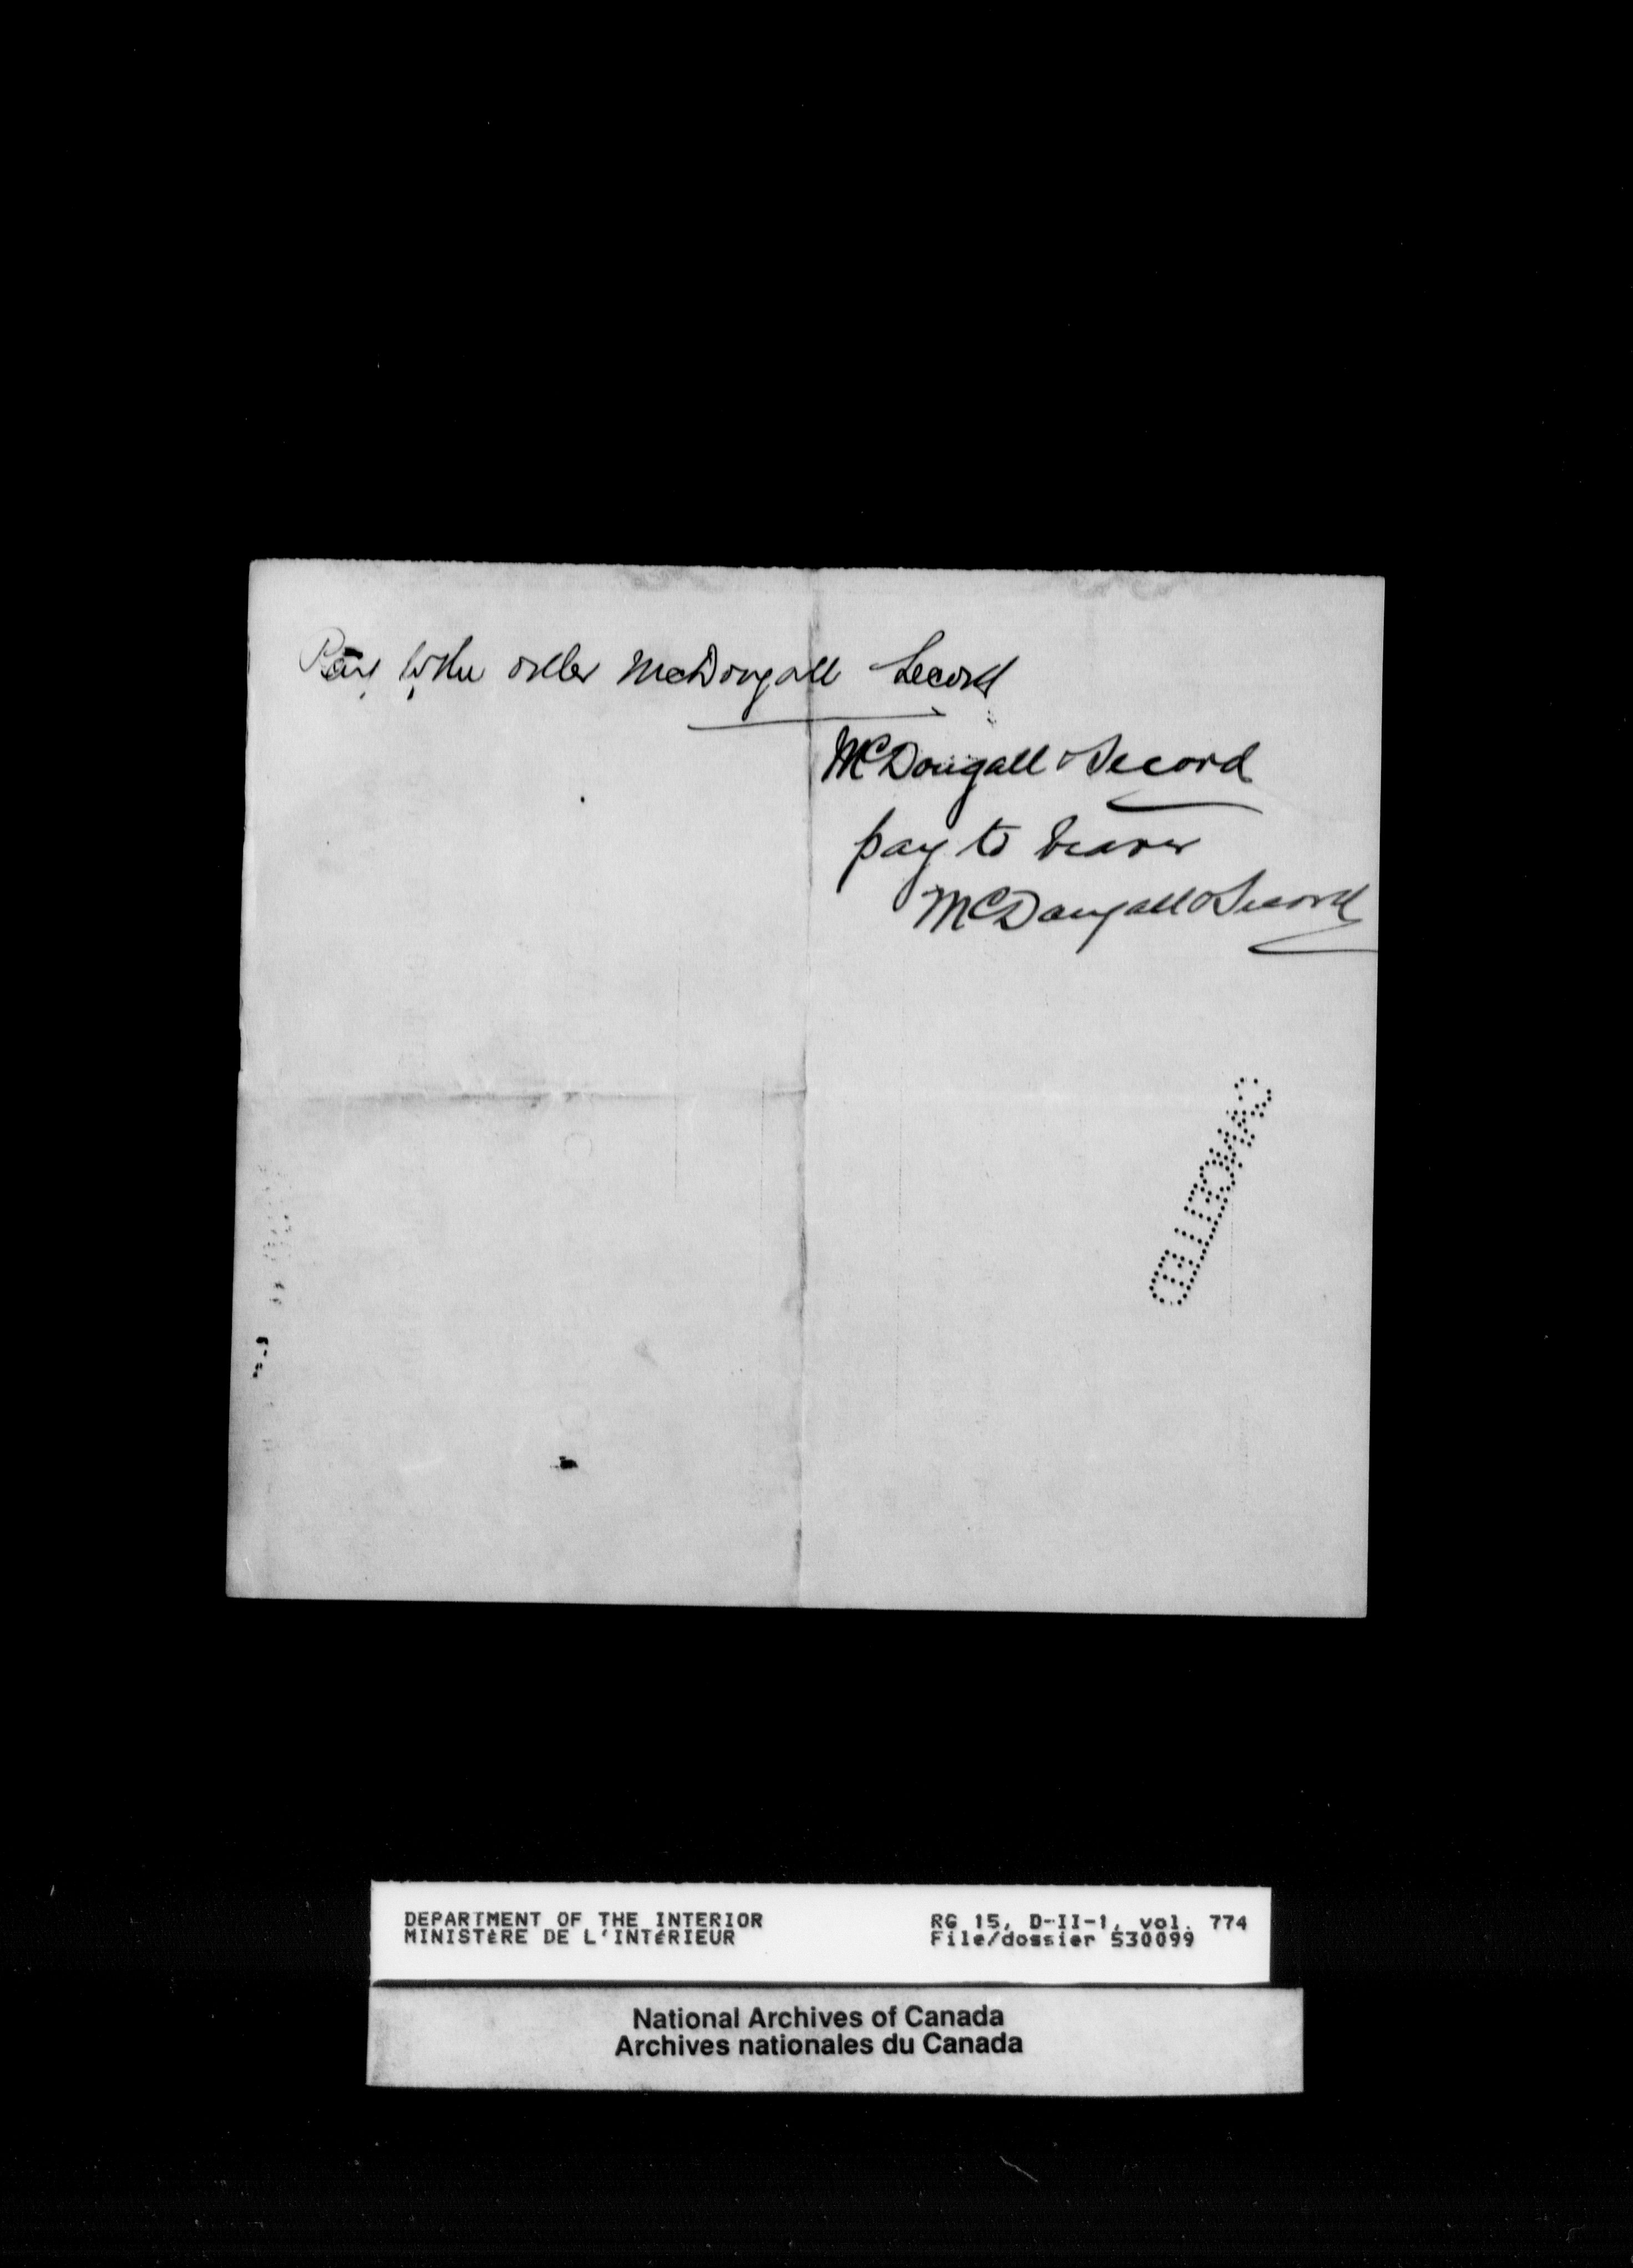 Pay to the order McDougall Secord
McDougall & Secord
pay to bearer
McDougall & Secord
CANCELLED
DEPARTMENT OF THE INTERIOR
MINISTÈRE DE L'INTÉRIEUR
RG 15, D-II-1, vol. 774
File/dossier 530099
National Archives of Canada
Archives nationales du Canada